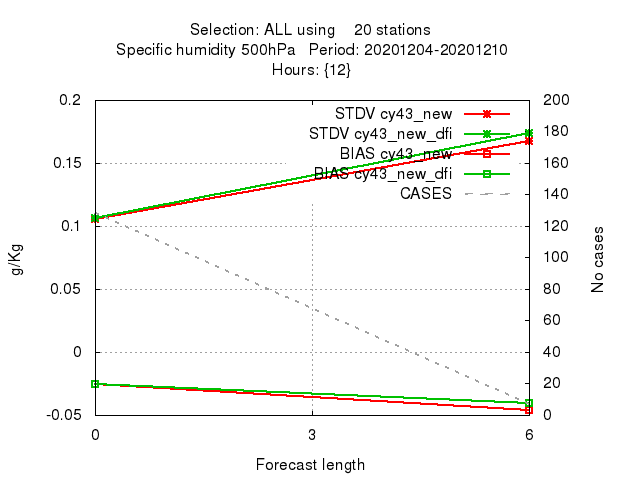 Selection: ALL using    20 stations
Specific humidity 500hPa   Period: 20201204-20201210
Hours: {12}
0.2
0.15
0.1
0.05
0
-0.05
g/Kg
STDV cy43_new
STDV cy43_new_dfi
BIAS cy43_new
BIAS cy43_new_dfi
CASES
200
180
160
140
120
100
80
60
40
20
0
No cases
0 3 6
Forecast length